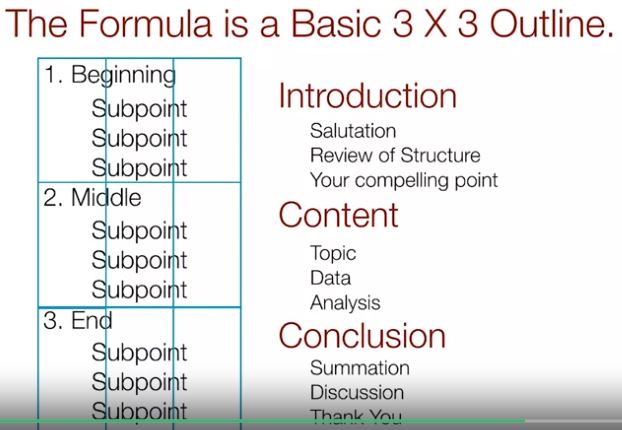 The Formula is a Basic 3 X 3 Outline.
1. Beginning
Subpoint
Subpoint
Subpoint
2. Middle
Subpoint
Subpoint
Subpoint
3. End
Subpoint
Subpoint
Subpoint
Introduction
Salutation
Review of Structure
Your compelling point
Content
Topic
Data
Analysis
Conclusion
Summation
Discussion
Thank You